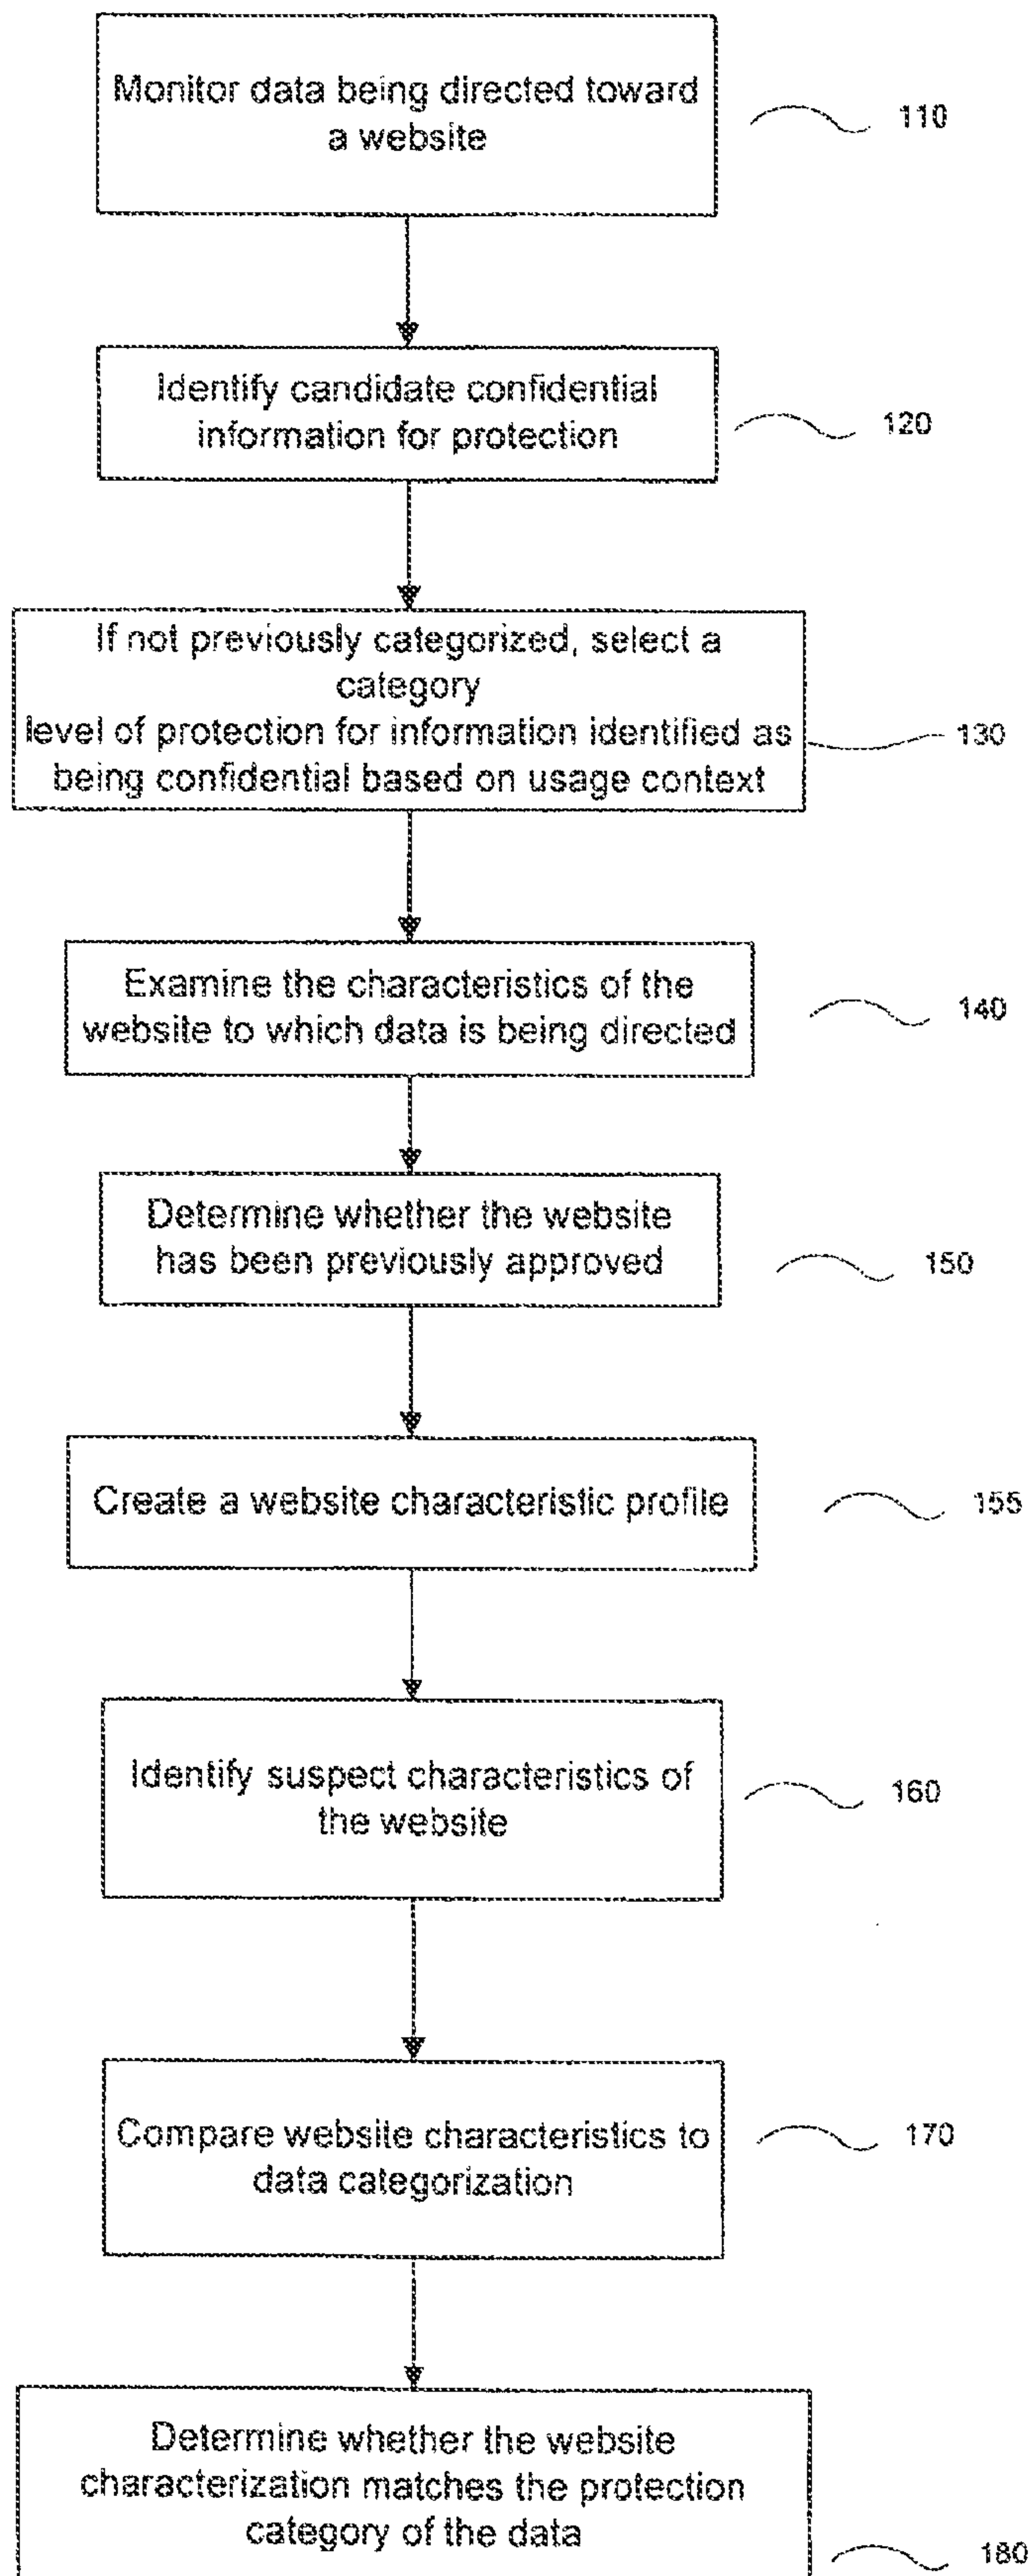 Monitor data being directed toward
a website
110
Identify candidate confidential
information for protection
120
If not previously categorized, select a
category
level of protection for information identified as
being confidential based on usage context
130
Examine the characteristics of the
website to which data is being directed
140
Determine whether the website
has been previously approved
150
Create a website characteristic profile
155
Identify suspect characteristics of
the website
160
Compare website characteristics to
data categorization
170
Determine whether the website
characterization matches the protection
category of the data
180